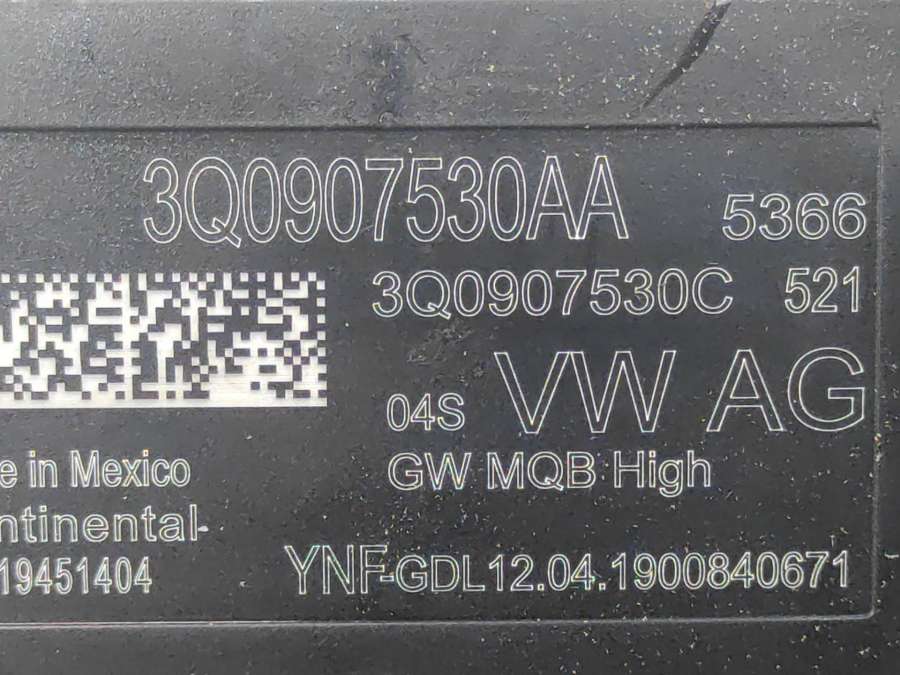 3Q0907530AA 5366
3Q0907530C 521
04S VW AG
e in Mexico GW MQB High
ntinental
19451404 YNF-GDL12.04.1900840671